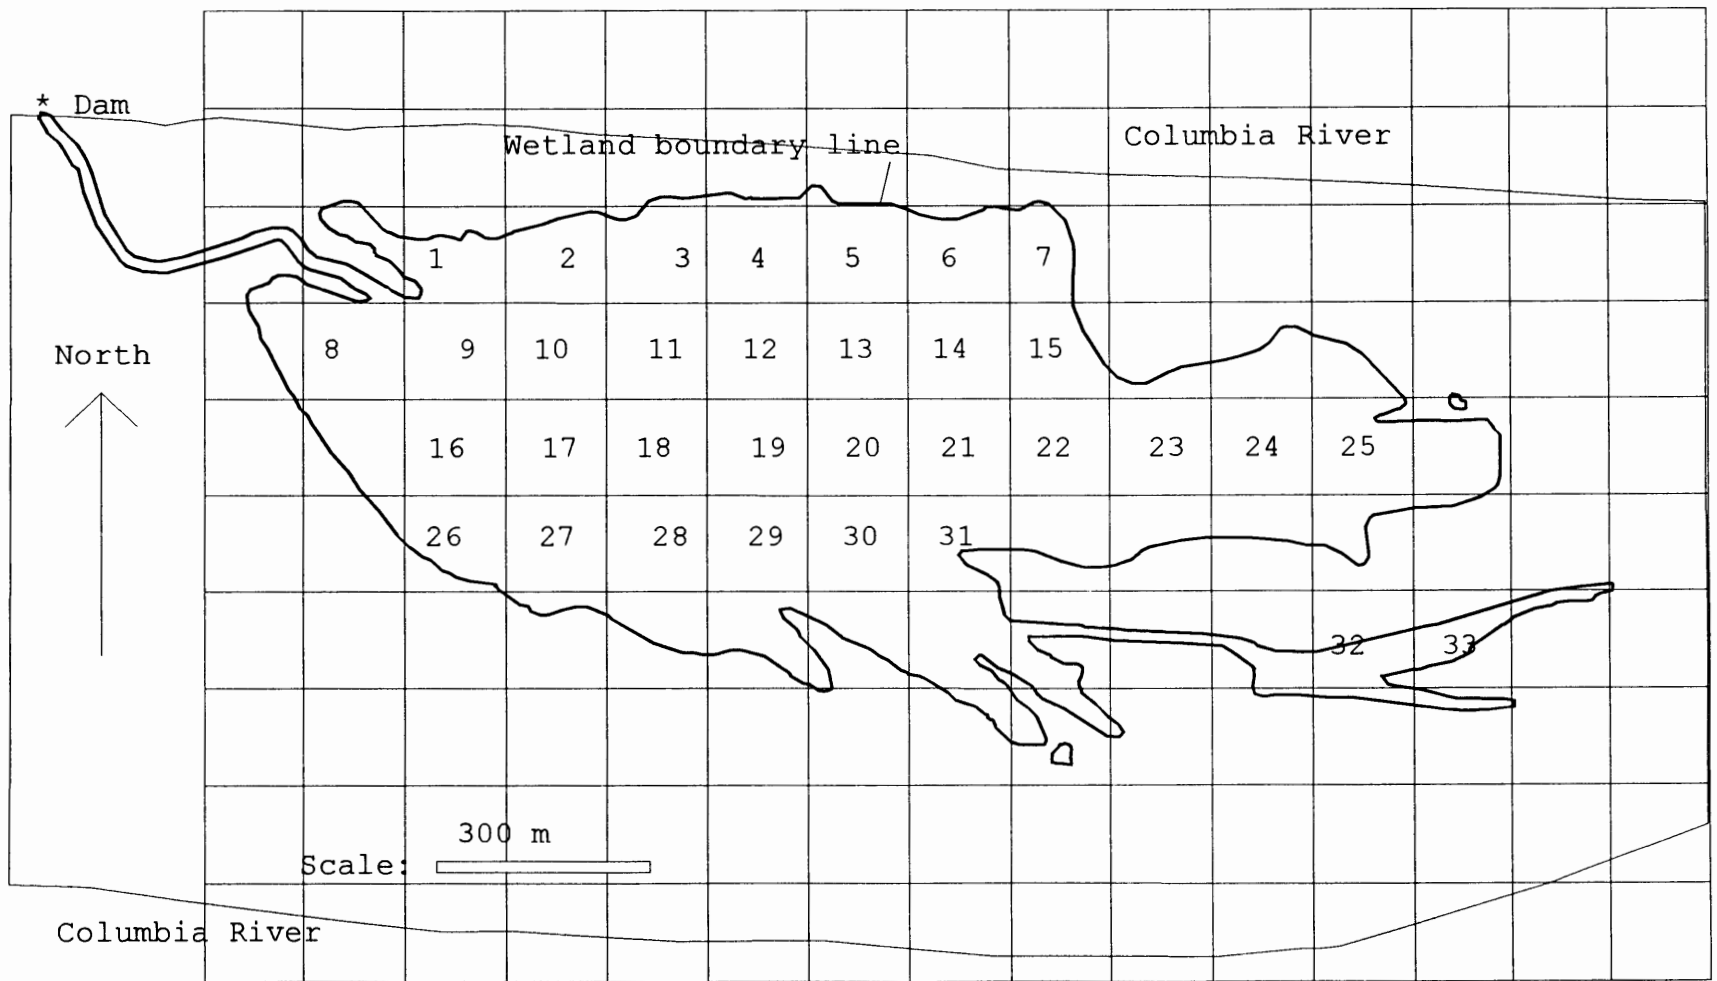 * Dam
Wetland boundary line
Columbia River
1 2 3 4 5 6 7
North
8 9 10 11 12 13 14 15
16 17 18 19 20 21 22 23 24 25
26 27 28 29 30 31
32 33
300 m
Scale:
Columbia River